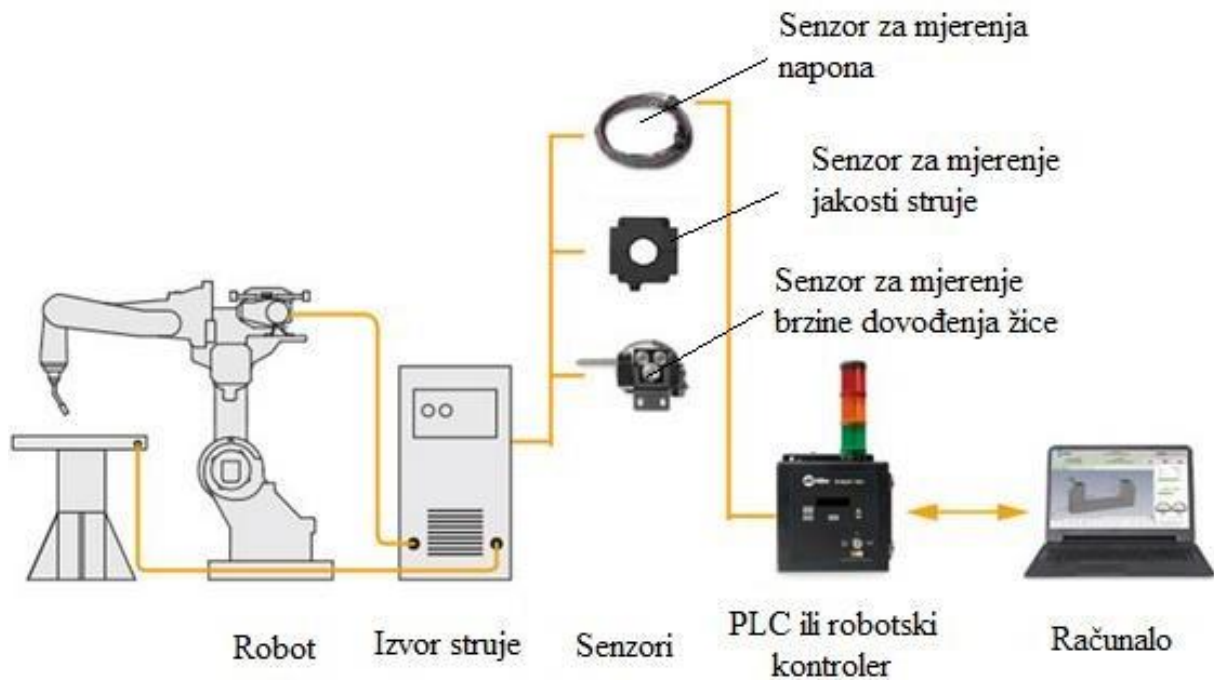 Senzor za mjerenja
napona
Senzor za mjerenje
jakosti struje
Senzor za mjerenje
brzine dovođenja žice
Robot
Izvor struje
Senzori
PLC ili robotski
kontroler
Računalo